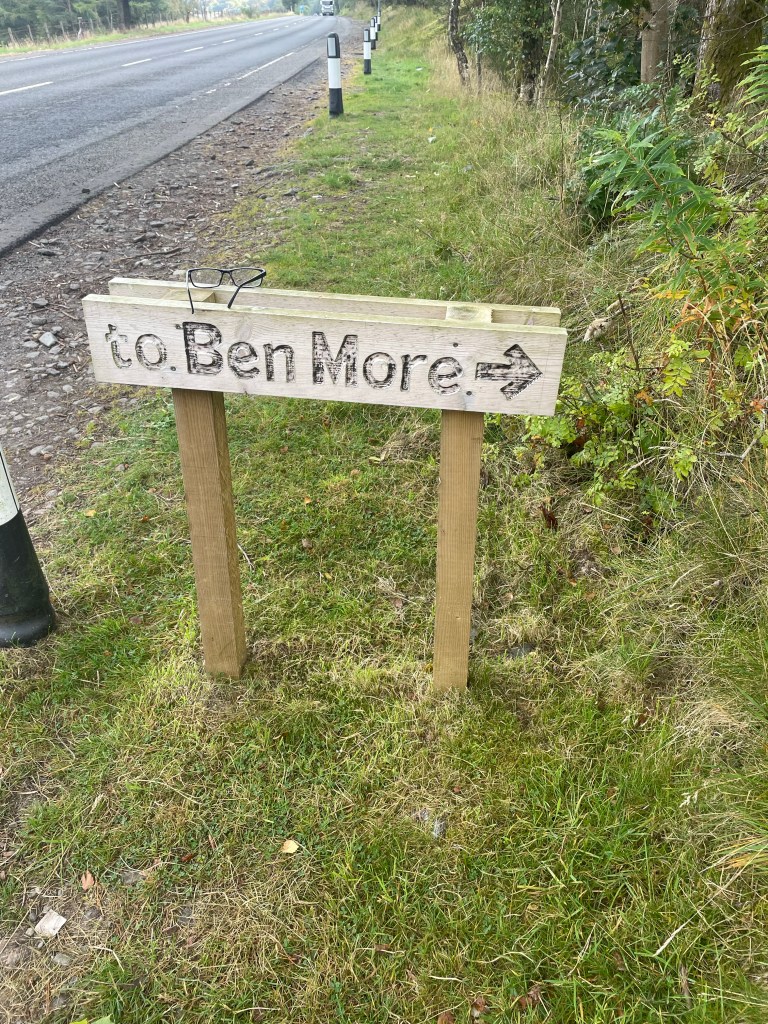 to Ben More →